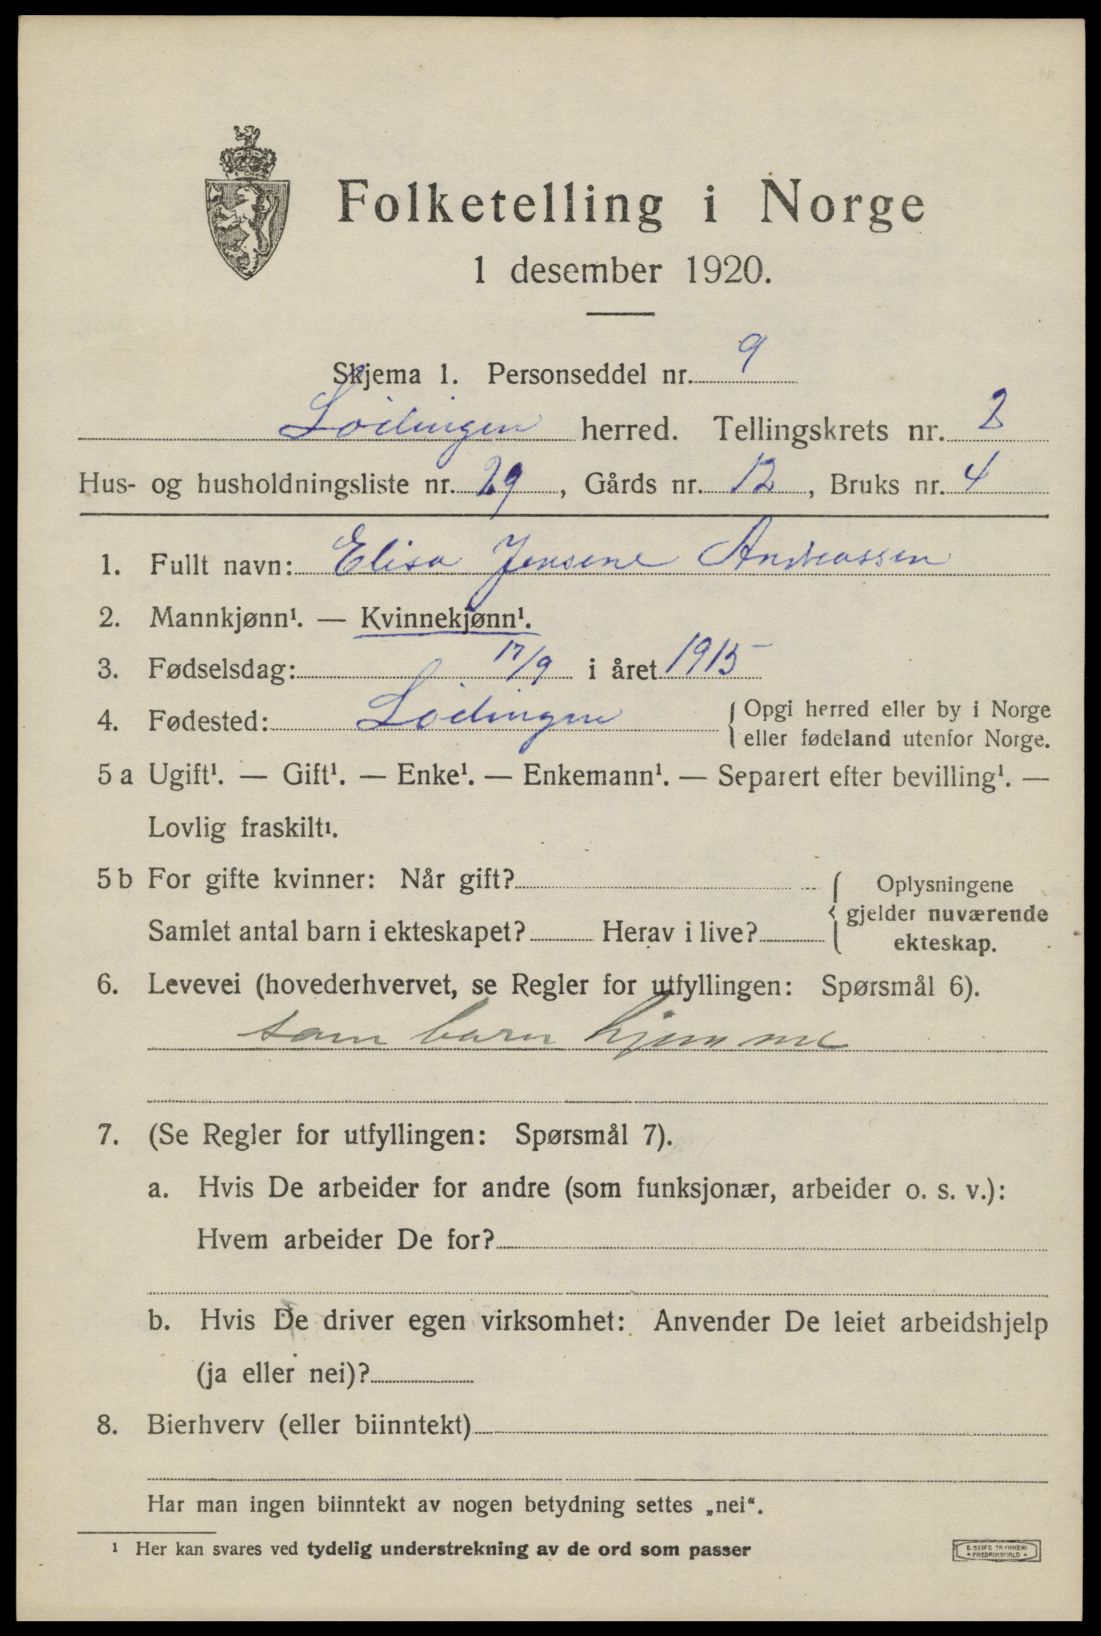 Folketelling i Norge
1 desember 1920.
Skjema 1. Personseddel nr. 9
Lödingen herred. Tellingskrets nr. 2
Hus- og husholdningsliste nr. 29, Gårds nr. 12, Bruks nr. 4
1. Fullt navn: Elisa Jensene Andreassen
2. Mannkjønn¹. — Kvinnekjønn¹.
3. Fødselsdag: 17/9 i året 1915
4. Fødested: Lödingen { Opgi herred eller by i Norge
eller fødeland utenfor Norge.
5 a Ugift¹. — Gift¹. — Enke¹. — Enkemann¹. — Separert efter bevilling¹. —
Lovlig fraskilt¹.
5 b For gifte kvinner: Når gift? { Oplysningene
gjelder nuværende
ekteskap.
Samlet antal barn i ekteskapet? Herav i live?
6. Levevei (hovederhvervet, se Regler for utfyllingen: Spørsmål 6).
som barn hjemme
7. (Se Regler for utfyllingen: Spørsmål 7).
a. Hvis De arbeider for andre (som funksjonær, arbeider o. s. v.):
Hvem arbeider De for?
b. Hvis De driver egen virksomhet: Anvender De leiet arbeidshjelp
(ja eller nei)?
8. Bierhverv (eller biinntekt)
Har man ingen biinntekt av nogen betydning settes „nei“.
¹ Her kan svares ved tydelig understrekning av de ord som passer
E SEM'S TRYKKERI
• FREDRIKSHALD •